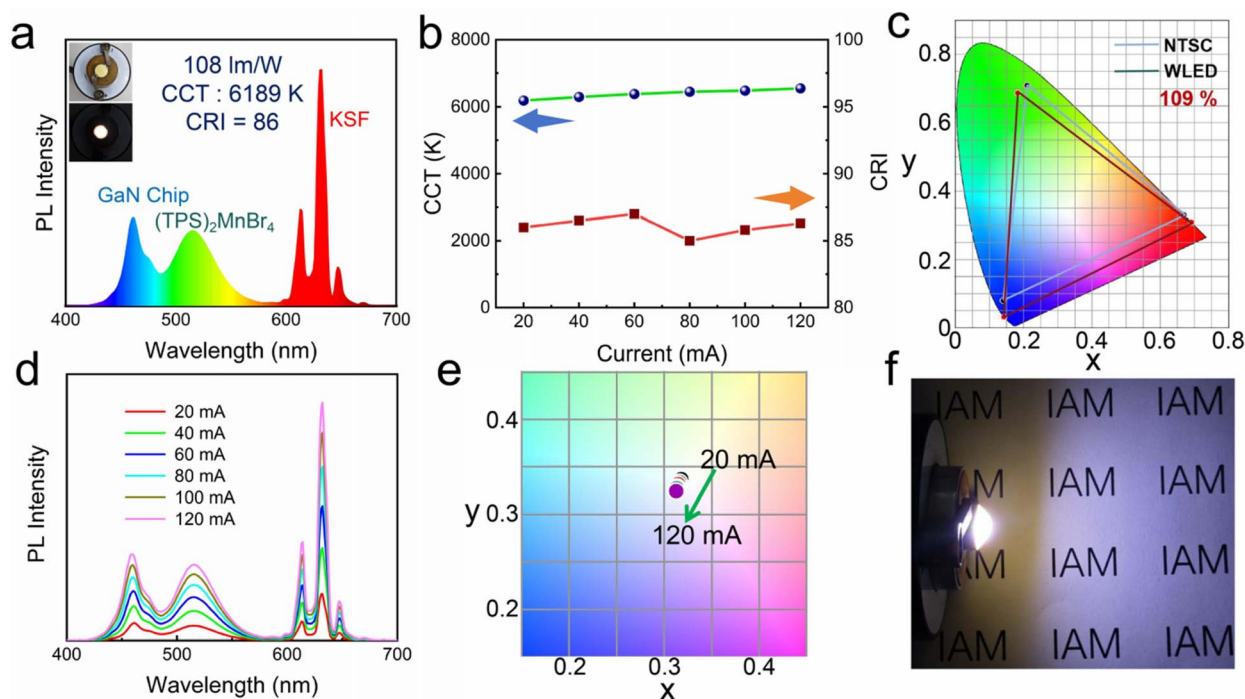 a
108 lm/W
CCT : 6189 K
CRI = 86
KSF
GaN Chip
(TPS)₂MnBr₄
PL Intensity
400 500 600 700
Wavelength (nm)
b
8000
6000
4000
2000
0
CCT (K)
100
95
90
85
80
CRI
20 40 60 80 100 120
Current (mA)
c
NTSC
WLED
109 %
0.8
0.6
0.4
0.2
0
y
0 0.2 0.4 0.6 0.8
x
d
20 mA
40 mA
60 mA
80 mA
100 mA
120 mA
PL Intensity
400 500 600 700
Wavelength (nm)
e
0.4
0.3
0.2
y
20 mA
120 mA
0.2 0.3 0.4
x
f
IAM IAM IAM
AM IAM IAM
AM IAM IAM
IAM IAM IAM